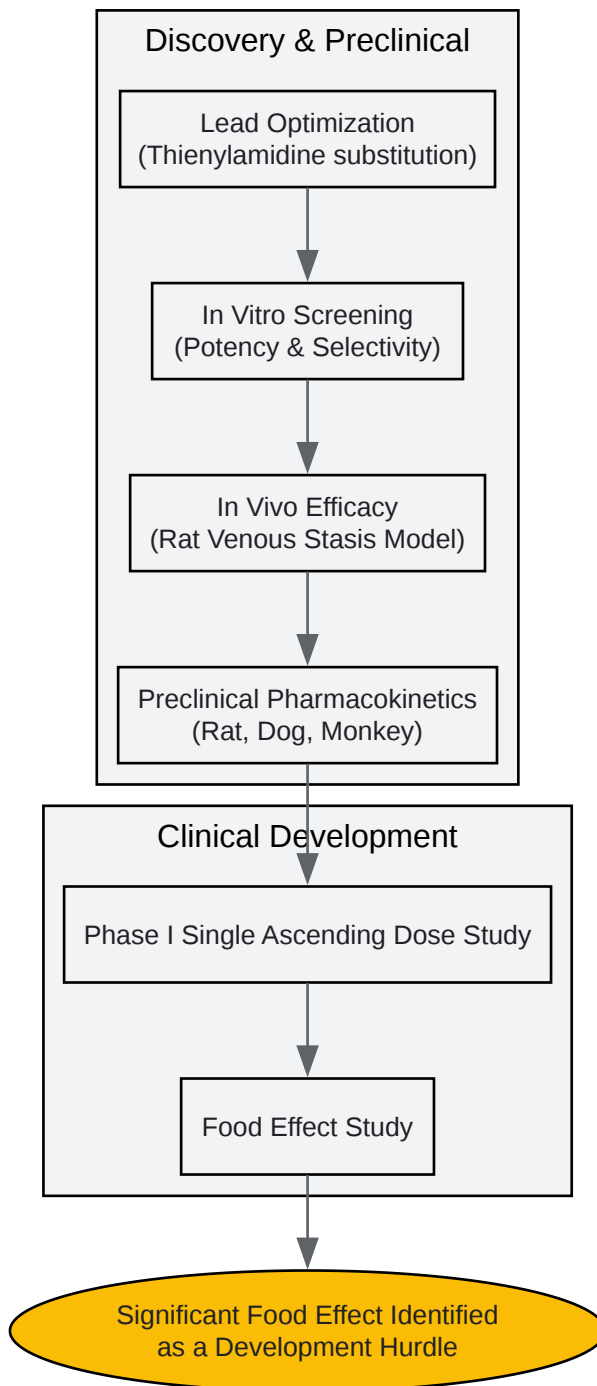 Discovery & Preclinical
Lead Optimization
(Thienylamidine substitution)
In Vitro Screening
(Potency & Selectivity)
In Vivo Efficacy
(Rat Venous Stasis Model)
Preclinical Pharmacokinetics
(Rat, Dog, Monkey)
Clinical Development
Phase I Single Ascending Dose Study
Food Effect Study
Significant Food Effect Identified
as a Development Hurdle